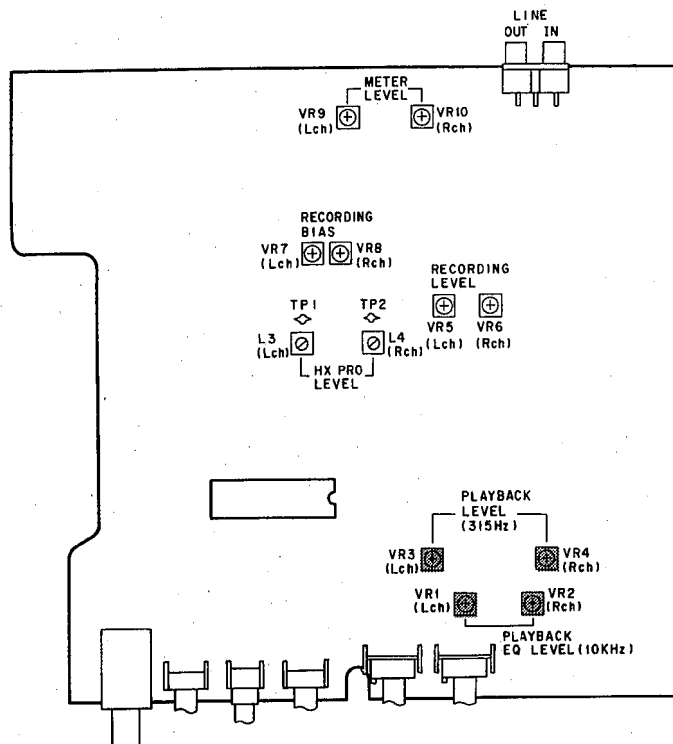 LINE
OUT IN
METER
LEVEL
VR9
(Lch)
VR10
(Rch)
RECORDING
BIAS
VR7
(Lch)
VR8
(Rch)
RECORDING
LEVEL
VR5
(Lch)
VR6
(Rch)
TP1
TP2
L3
(Lch)
L4
(Rch)
HX PRO
LEVEL
PLAYBACK
LEVEL
(315Hz)
VR3
(Lch)
VR4
(Rch)
VR1
(Lch)
VR2
(Rch)
PLAYBACK
EQ LEVEL(10KHz)